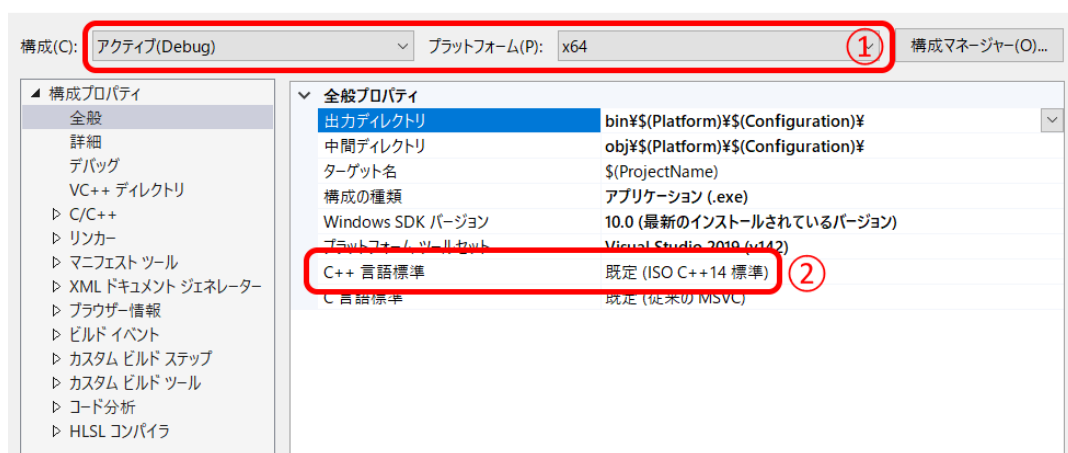 構成(C): アクティブ(Debug) プラットフォーム(P): x64 ① 構成マネージャー(O)...
構成プロパティ
全般
詳細
デバッグ
VC++ ディレクトリ
C/C++
リンカー
マニフェスト ツール
XML ドキュメント ジェネレーター
ブラウザー情報
ビルド イベント
カスタム ビルド ステップ
カスタム ビルド ツール
コード分析
HLSL コンパイラ
全般プロパティ
出力ディレクトリ bin¥$(Platform)¥$(Configuration)¥
中間ディレクトリ obj¥$(Platform)¥$(Configuration)¥
ターゲット名 $(ProjectName)
構成の種類 アプリケーション (.exe)
Windows SDK バージョン 10.0 (最新のインストールされているバージョン)
プラットフォーム ツールセット Visual Studio 2019 (v142)
C++ 言語標準 既定 (ISO C++14 標準) ②
C 言語標準 既定 (従来の MSVC)